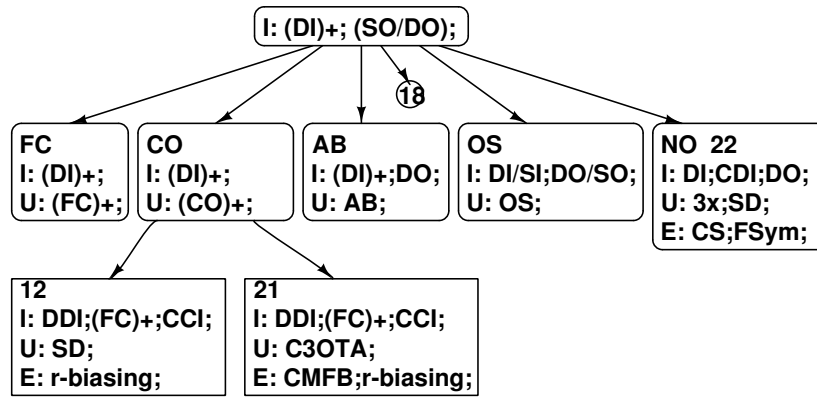 I: (DI)+; (SO/DO);
18
FC
I: (DI)+;
U: (FC)+;
CO
I: (DI)+;
U: (CO)+;
AB
I: (DI)+;DO;
U: AB;
OS
I: DI/SI;DO/SO;
U: OS;
NO 22
I: DI;CDI;DO;
U: 3x;SD;
E: CS;FSym;
12
I: DDI;(FC)+;CCI;
U: SD;
E: r-biasing;
21
I: DDI;(FC)+;CCI;
U: C3OTA;
E: CMFB;r-biasing;